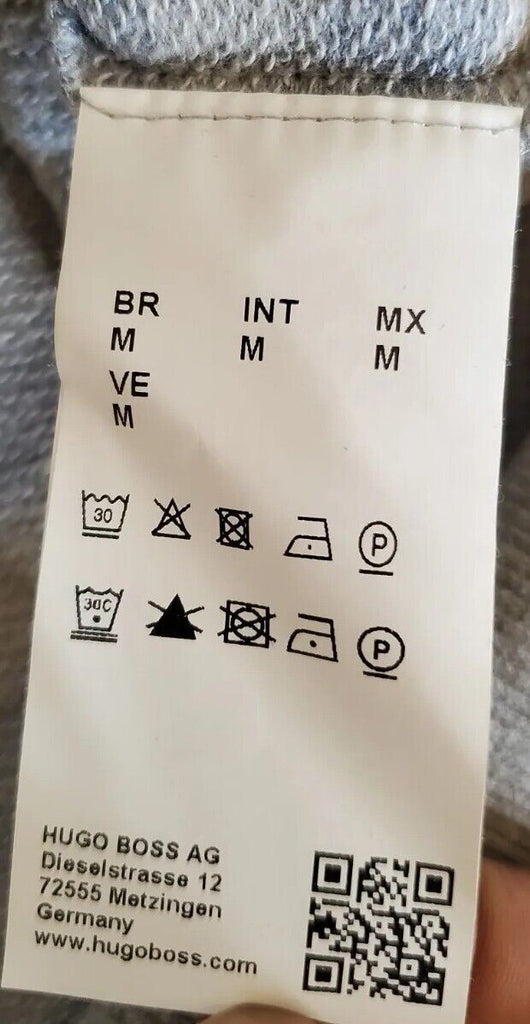 BR INT MX
M M M
VE
M
30 P
30C P
HUGO BOSS AG
Dieselstrasse 12
72555 Metzingen
Germany
www.hugoboss.com